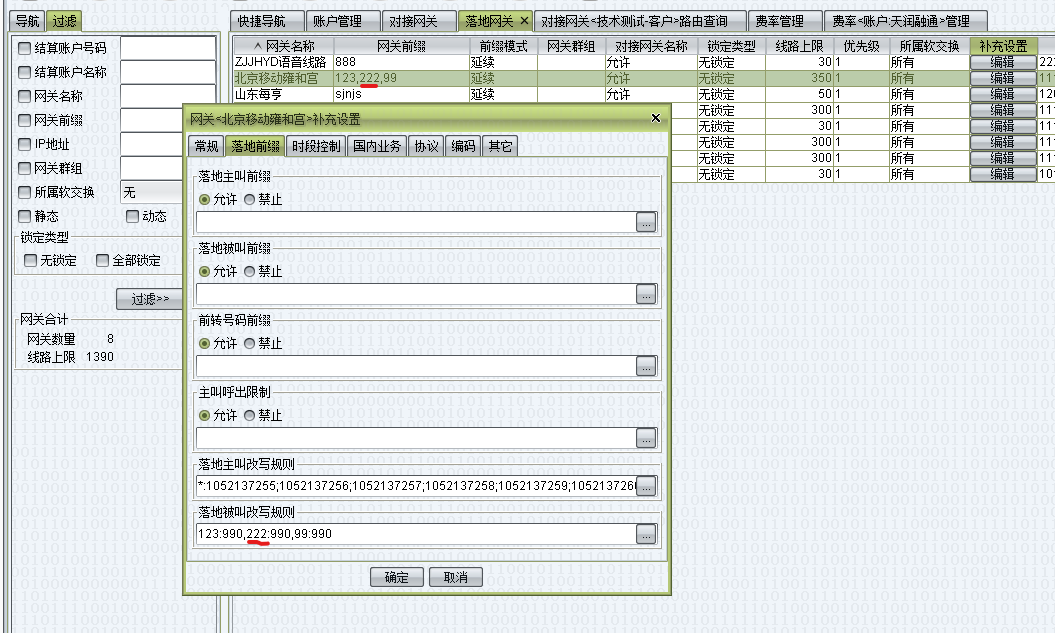 导航 过滤 快捷导航 账户管理 对接网关 落地网关 × 对接网关<技术测试-客户>路由查询 费率管理 费率<账户:天润融通>管理
结算账户号码
结算账户名称
网关名称
网关前缀
IP地址
网关群组
所属软交换 无
静态 动态
锁定类型
无锁定 全部锁定
过滤>>
网关合计
网关数量 8
线路上限 1390
网关名称 网关前缀 前缀模式 网关群组 对接网关名称 锁定类型 线路上限 优先级 所属软交换 补充设置
ZJJHYD语音线路 888 延续 允许 无锁定 30 1 所有 编辑 223
北京移动雍和宫 123,222,99 延续 允许 无锁定 350 1 所有 编辑
山东每亨 sjnjs 延续 允许 无锁定 50 1 所有 编辑 120
无锁定 300 1 所有 编辑 11
无锁定 30 1 所有 编辑 11
无锁定 300 1 所有 编辑 11
无锁定 300 1 所有 编辑 11
无锁定 30 1 所有 编辑 10
网关<北京移动雍和宫>补充设置 ×
常规 落地前缀 时段控制 国内业务 协议 编码 其它
落地主叫前缀
允许 禁止
...
落地被叫前缀
允许 禁止
...
前转号码前缀
允许 禁止
...
主叫呼出限制
允许 禁止
...
落地主叫改写规则
*:1052137255;1052137256;1052137257;1052137258;1052137259;1052137260 ...
落地被叫改写规则
123:990,222:990,99:990 ...
确定 取消